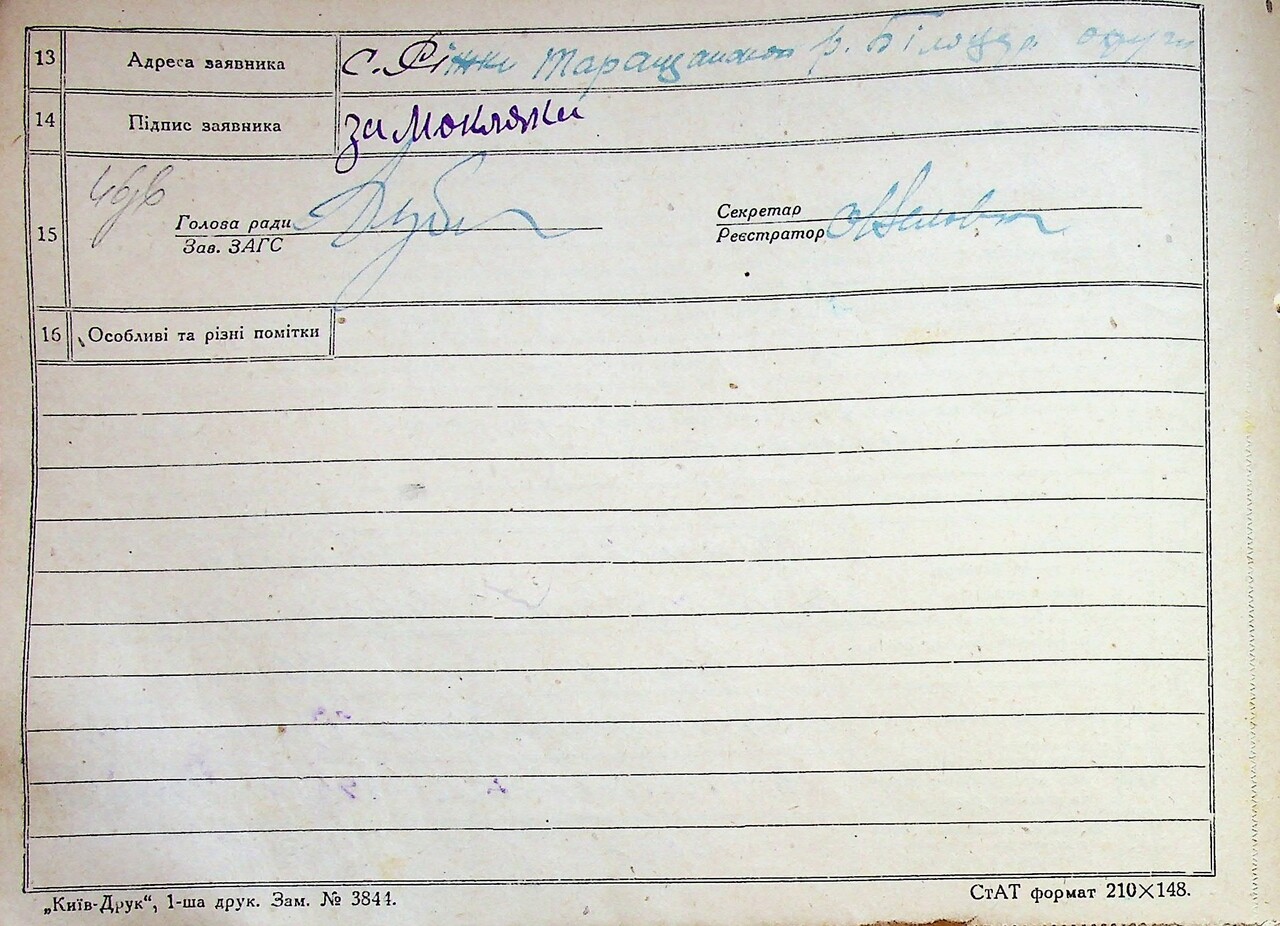 13 Адреса заявника с. Ріжки Таращанськ р. Білоцерк. округи
14 Підпис заявника за Мокляка
15 Голова ради Секретар
Зав. ЗАГС Реєстратор
16 Особливі та різні помітки
„Київ-Друк“, 1-ша друк. Зам. № 3844. СтАТ формат 210×148.